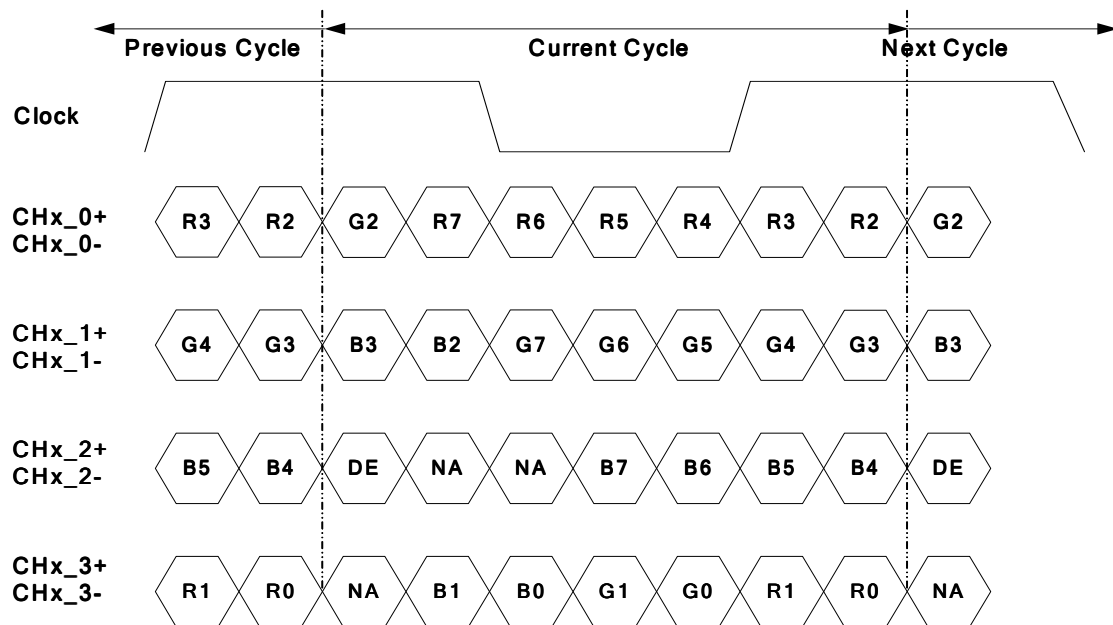 Previous Cycle Current Cycle Next Cycle
Clock
CHx_0+
CHx_0-
R3 R2 G2 R7 R6 R5 R4 R3 R2 G2
CHx_1+
CHx_1-
G4 G3 B3 B2 G7 G6 G5 G4 G3 B3
CHx_2+
CHx_2-
B5 B4 DE NA NA B7 B6 B5 B4 DE
CHx_3+
CHx_3-
R1 R0 NA B1 B0 G1 G0 R1 R0 NA